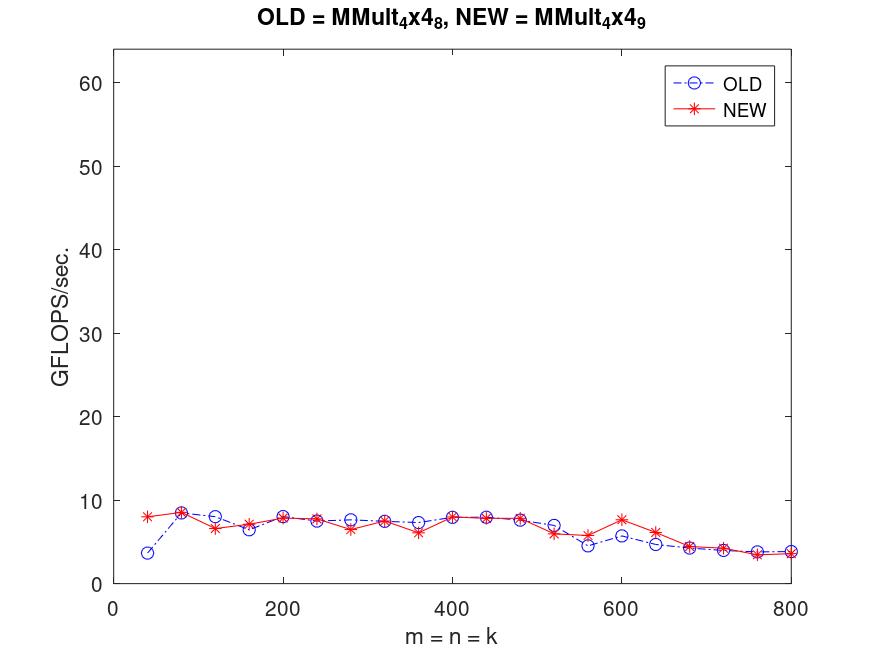 OLD = MMult₄x4₈, NEW = MMult₄x4₉
OLD
NEW
60
50
40
30
20
10
0
GFLOPS/sec.
0 200 400 600 800
m = n = k